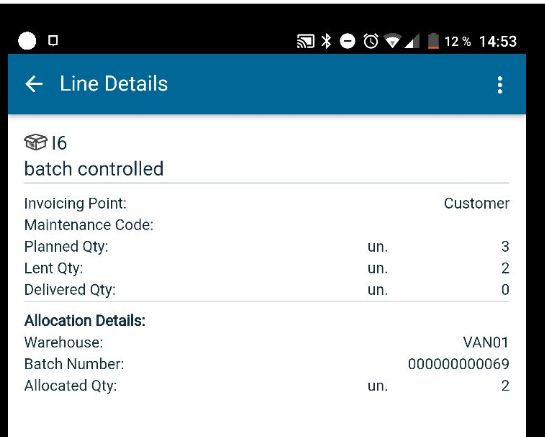 12 % 14:53
Line Details
I6
batch controlled
Invoicing Point: Customer
Maintenance Code:
Planned Qty: un. 3
Lent Qty: un. 2
Delivered Qty: un. 0
Allocation Details:
Warehouse: VAN01
Batch Number: 000000000069
Allocated Qty: un. 2